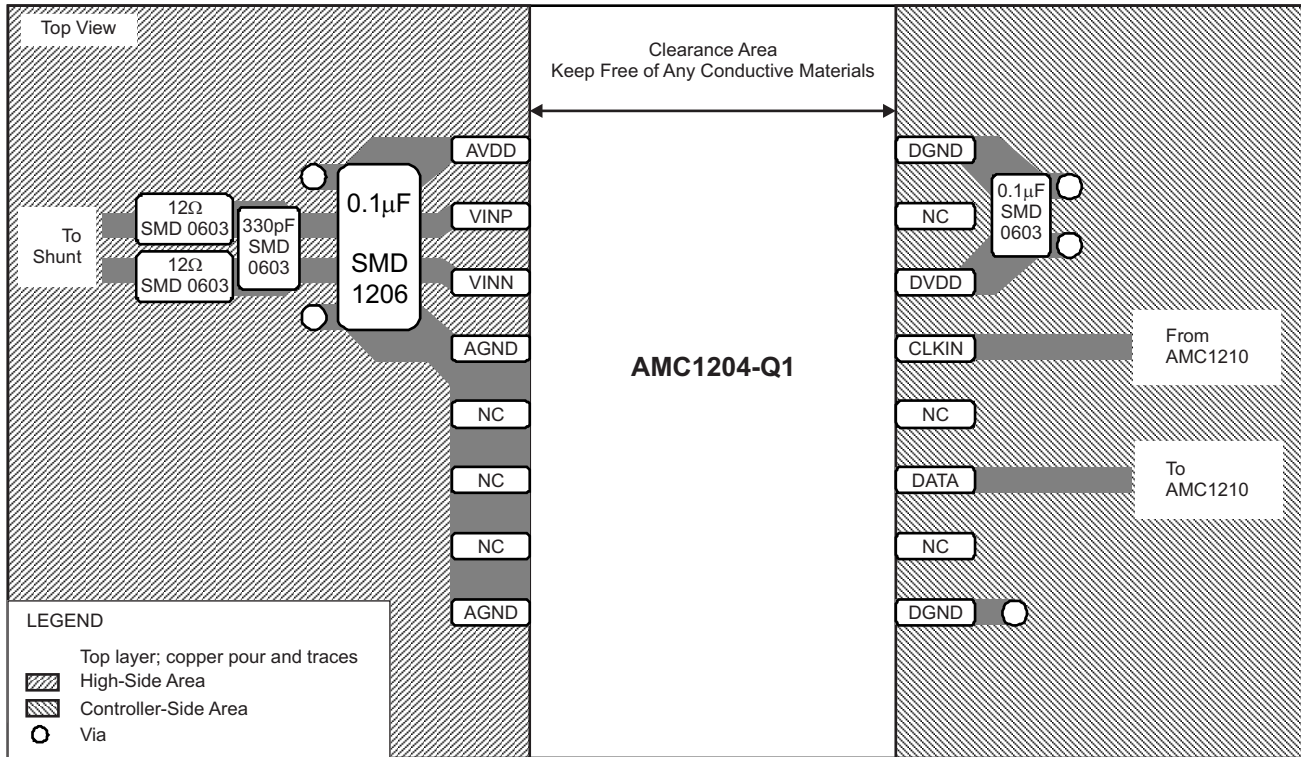 Top View
Clearance Area
Keep Free of Any Conductive Materials
AVDD
VINP
VINN
AGND
NC
NC
NC
AGND
0.1μF
SMD
1206
330pF
SMD
0603
12Ω
SMD 0603
12Ω
SMD 0603
To
Shunt
AMC1204-Q1
DGND
NC
DVDD
CLKIN
NC
DATA
NC
DGND
0.1μF
SMD
0603
From
AMC1210
To
AMC1210
LEGEND
Top layer; copper pour and traces
High-Side Area
Controller-Side Area
Via